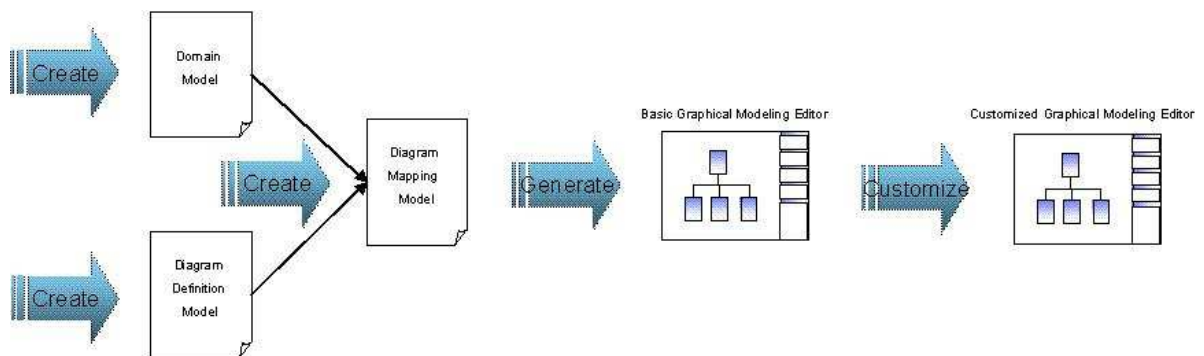 Create
Domain
Model
Create
Diagram
Mapping
Model
Create
Diagram
Definition
Model
Generate
Basic Graphical Modeling Editor
Customize
Customized Graphical Modeling Editor